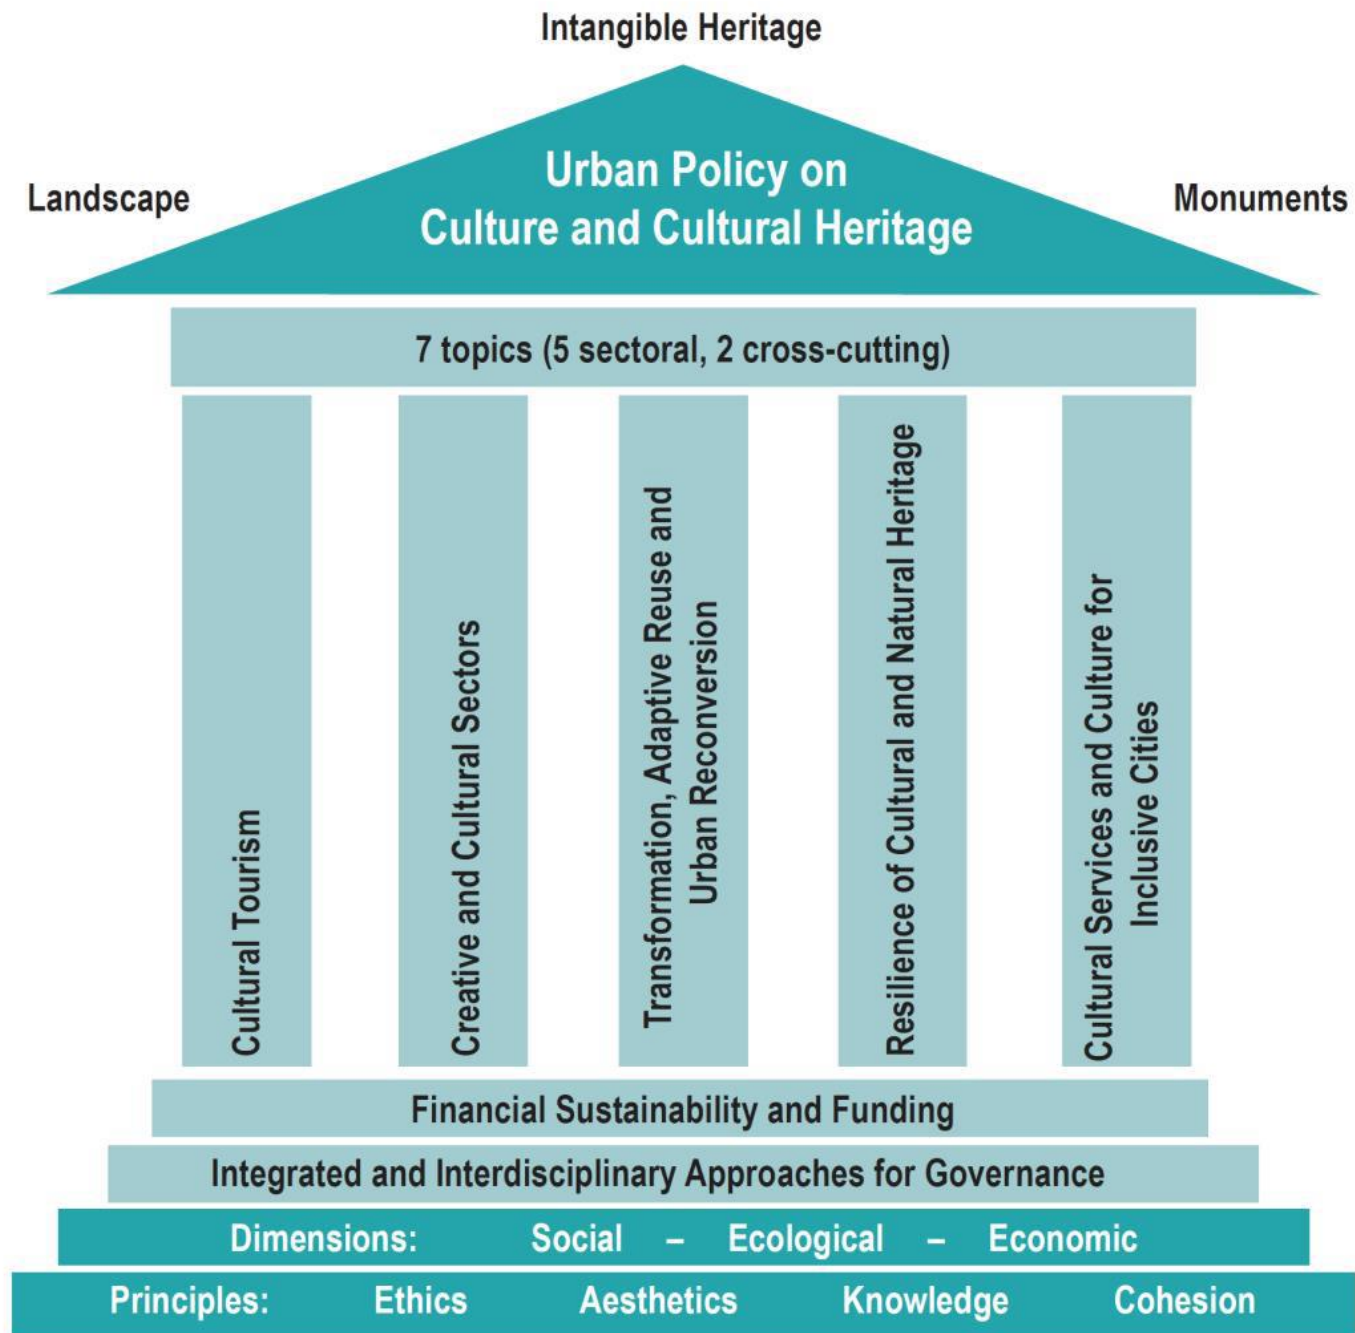 Intangible Heritage
Landscape
Urban Policy on
Culture and Cultural Heritage
Monuments
7 topics (5 sectoral, 2 cross-cutting)
Cultural Tourism
Creative and Cultural Sectors
Transformation, Adaptive Reuse and
Urban Reconversion
Resilience of Cultural and Natural Heritage
Cultural Services and Culture for
Inclusive Cities
Financial Sustainability and Funding
Integrated and Interdisciplinary Approaches for Governance
Dimensions: Social – Ecological – Economic
Principles: Ethics Aesthetics Knowledge Cohesion